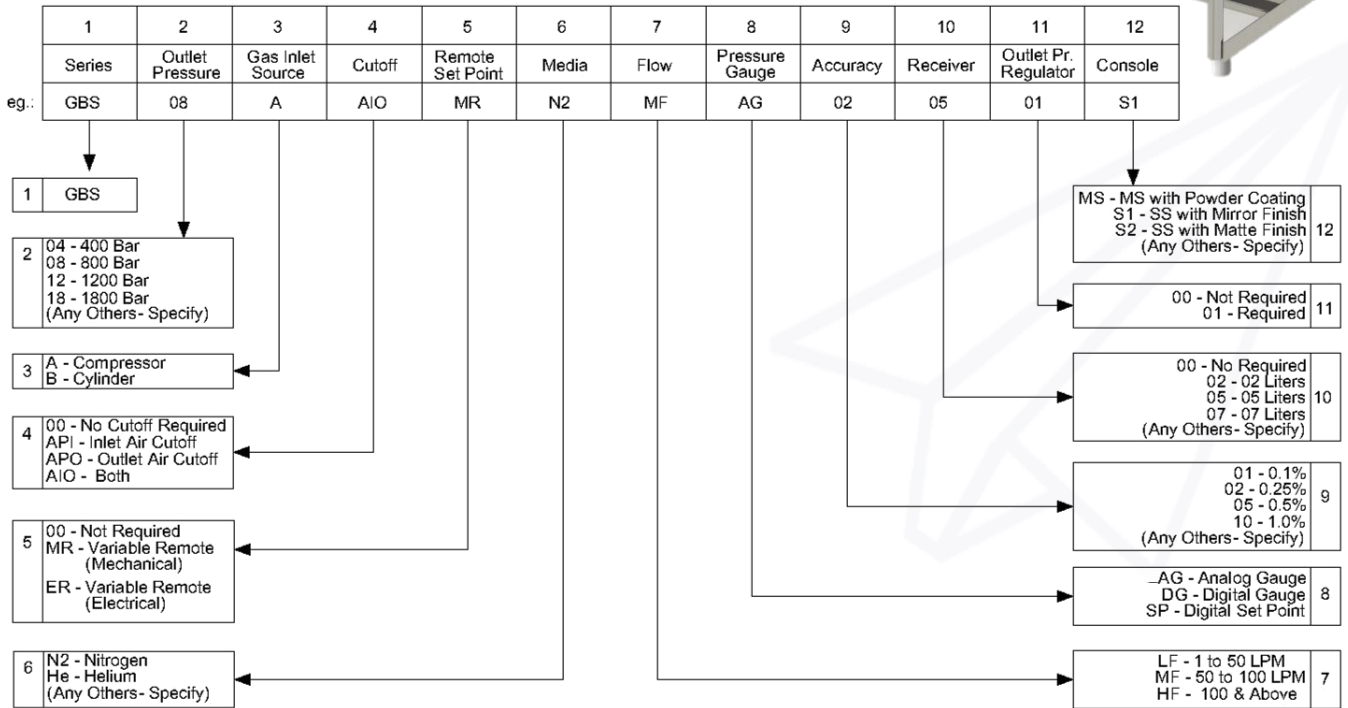 1 2 3 4 5 6 7 8 9 10 11 12
Series Outlet Pressure Gas Inlet Source Cutoff Remote Set Point Media Flow Pressure Gauge Accuracy Receiver Outlet Pr. Regulator Console
eg.: GBS 08 A AIO MR N2 MF AG 02 05 01 S1
1 GBS
2
04 - 400 Bar
08 - 800 Bar
12 - 1200 Bar
18 - 1800 Bar
(Any Others- Specify)
3
A - Compressor
B - Cylinder
4
00 - No Cutoff Required
API - Inlet Air Cutoff
APO - Outlet Air Cutoff
AIO - Both
5
00 - Not Required
MR - Variable Remote
(Mechanical)
ER - Variable Remote
(Electrical)
6
N2 - Nitrogen
He - Helium
(Any Others- Specify)
MS - MS with Powder Coating
S1 - SS with Mirror Finish
S2 - SS with Matte Finish
(Any Others- Specify)
12
00 - Not Required
01 - Required
11
00 - No Required
02 - 02 Liters
05 - 05 Liters
07 - 07 Liters
(Any Others- Specify)
10
01 - 0.1%
02 - 0.25%
05 - 0.5%
10 - 1.0%
(Any Others- Specify)
9
AG - Analog Gauge
DG - Digital Gauge
SP - Digital Set Point
8
LF - 1 to 50 LPM
MF - 50 to 100 LPM
HF - 100 & Above
7